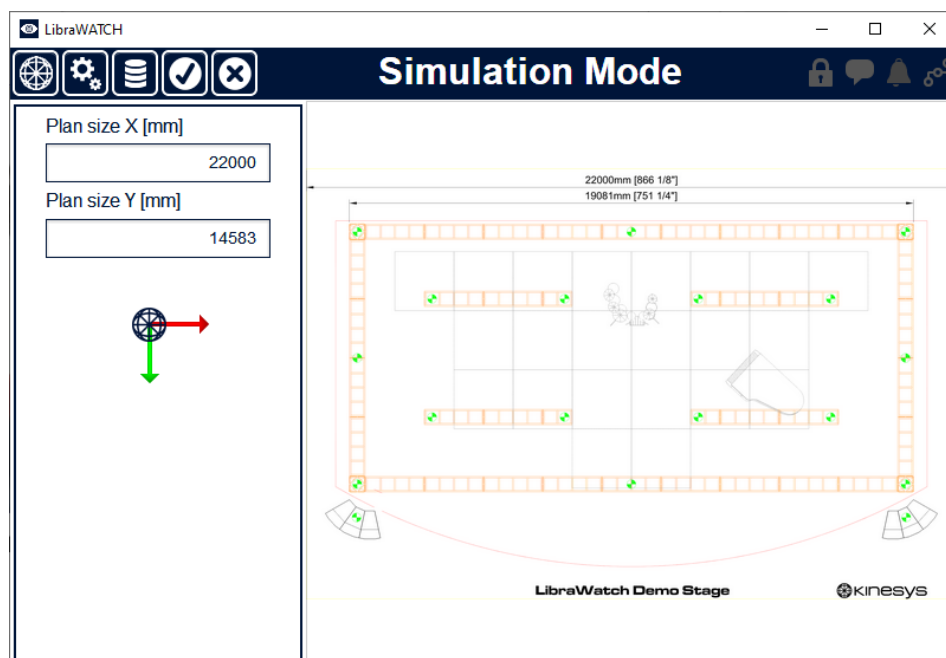 LibraWATCH
Simulation Mode
Plan size X [mm]
22000
Plan size Y [mm]
14583
22000mm [866 1/8"]
19081mm [751 1/4"]
LibraWatch Demo Stage
KINESYS